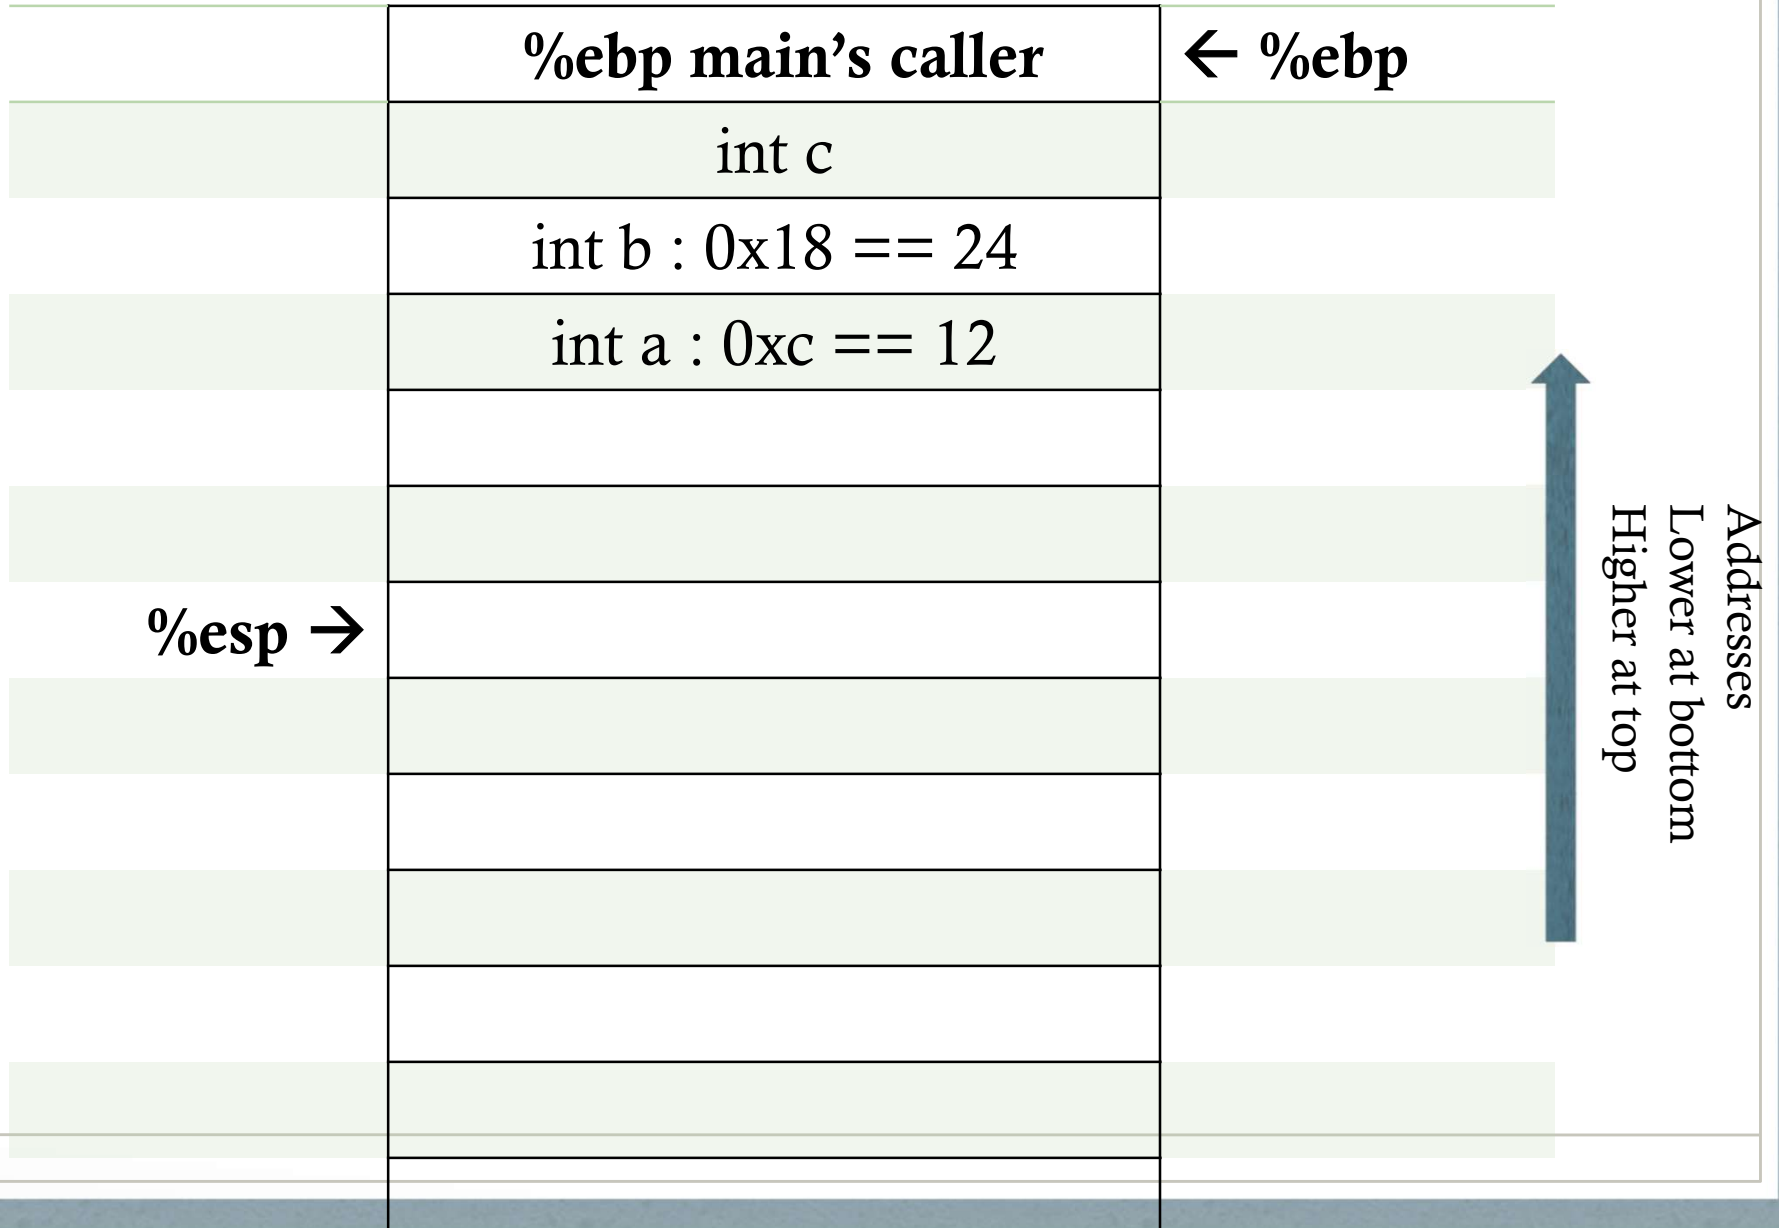 %ebp main’s caller ← %ebp
int c
int b : 0x18 == 24
int a : 0xc == 12
%esp →
Addresses
Lower at bottom
Higher at top